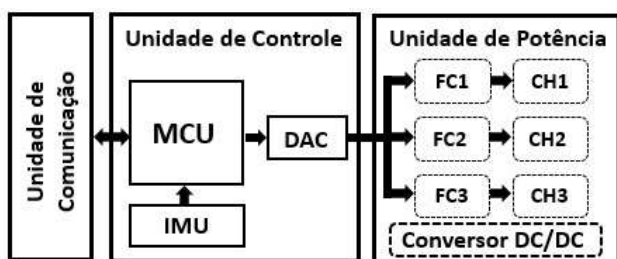 Unidade de Comunicação
Unidade de Controle
MCU
DAC
IMU
Unidade de Potência
FC1
CH1
FC2
CH2
FC3
CH3
Conversor DC/DC